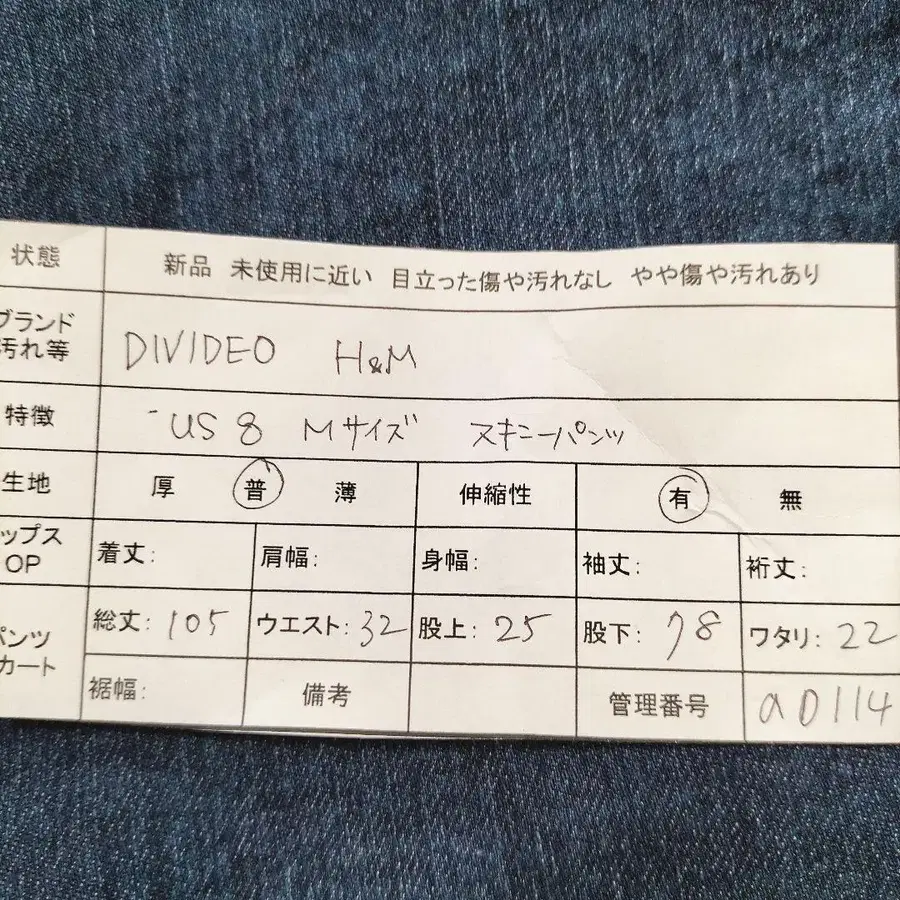 状態 新品 未使用に近い 目立った傷や汚れなし やや傷や汚れあり
ブランド
汚れ等 DIVIDEO H&M
特徴 US 8 Mサイズ スキニーパンツ
生地 厚 普 薄 伸縮性 有 無
ップス
OP 着丈: 肩幅: 身幅: 袖丈: 裄丈:
パンツ
カート 総丈: 105 ウエスト: 32 股上: 25 股下: 78 ワタリ: 22
裾幅: 備考 管理番号 aD114